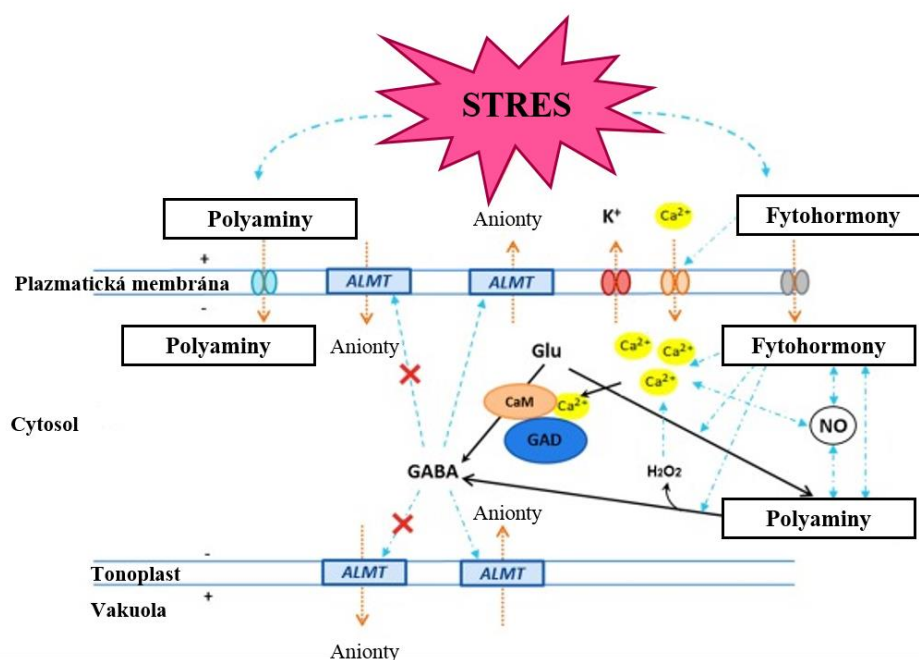 STRES
Polyaminy
Anionty
K⁺
Ca²⁺
Fytohormony
+
Plazmatická membrána
ALMT
ALMT
-
Polyaminy
Anionty
Glu
Ca²⁺
Ca²⁺
Ca²⁺
Fytohormony
CaM
Ca²⁺
GAD
NO
Cytosol
GABA
H₂O₂
Anionty
Polyaminy
-
Tonoplast
ALMT
ALMT
+
Vakuola
Anionty